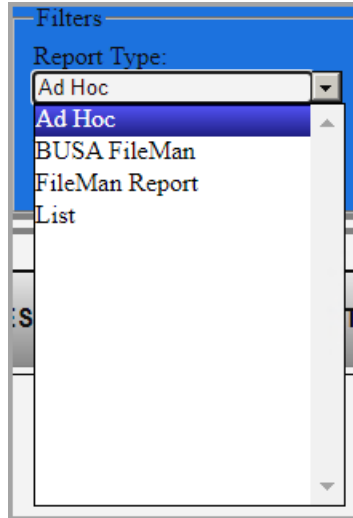 Filters
Report Type:
Ad Hoc
Ad Hoc
BUSA FileMan
FileMan Report
List